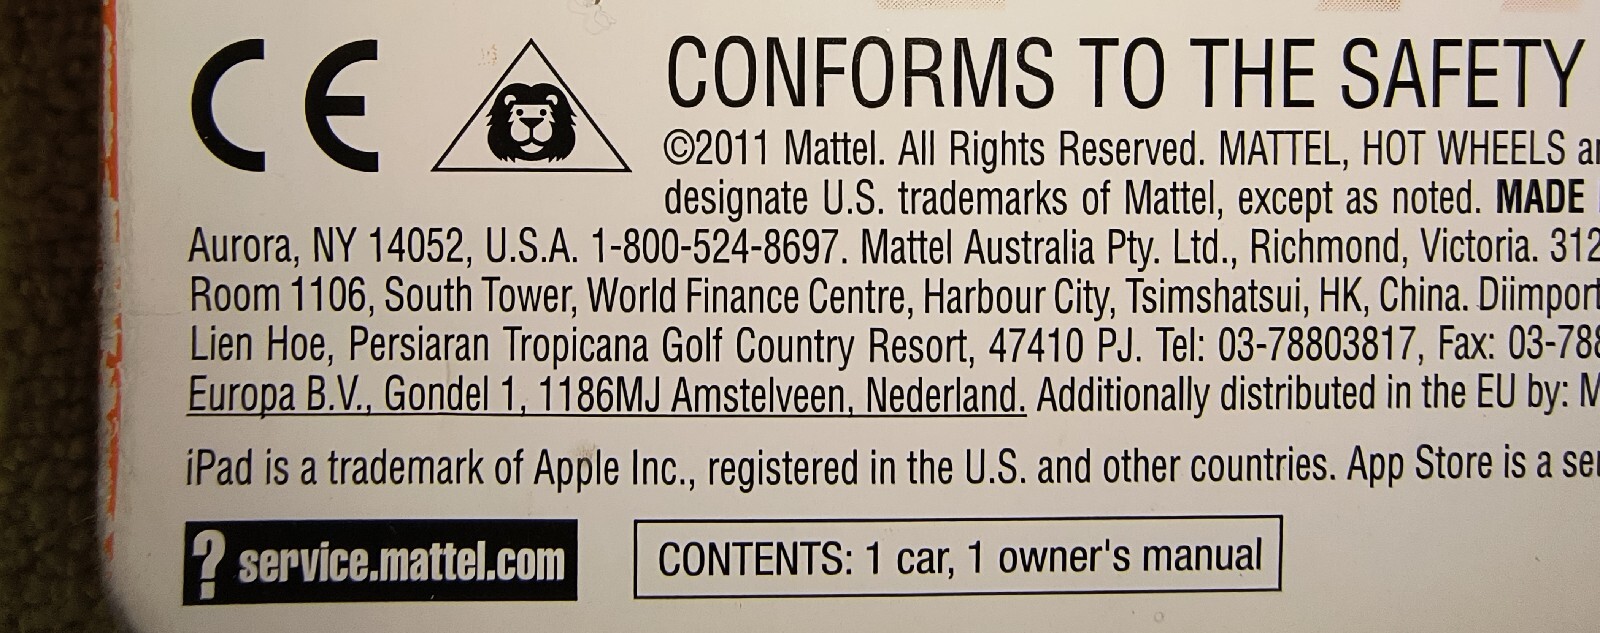 CE
CONFORMS TO THE SAFETY
©2011 Mattel. All Rights Reserved. MATTEL, HOT WHEELS
designate U.S. trademarks of Mattel, except as noted. MADE
Aurora, NY 14052, U.S.A. 1-800-524-8697. Mattel Australia Pty. Ltd., Richmond, Victoria. 312
Room 1106, South Tower, World Finance Centre, Harbour City, Tsimshatsui, HK, China. Diimport
Lien Hoe, Persiaran Tropicana Golf Country Resort, 47410 PJ. Tel: 03-78803817, Fax: 03-788
Europa B.V., Gondel 1, 1186MJ Amstelveen, Nederland. Additionally distributed in the EU by: M
iPad is a trademark of Apple Inc., registered in the U.S. and other countries. App Store is a
? service.mattel.com
CONTENTS: 1 car, 1 owner's manual